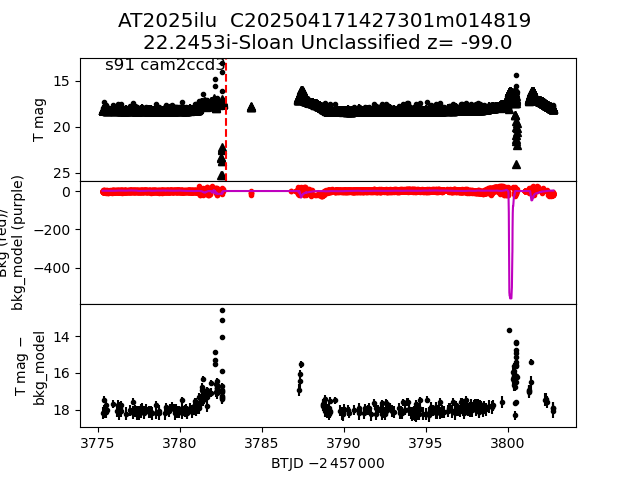 AT2025ilu  C202504171427301m014819
22.2453i-Sloan Unclassified z= -99.0
s91 cam2ccd3
T mag
15
20
25
Bkg (red)/
bkg_model (purple)
0
−200
−400
T mag −
bkg_model
14
16
18
3775
3780
3785
3790
3795
3800
BTJD −2 457 000